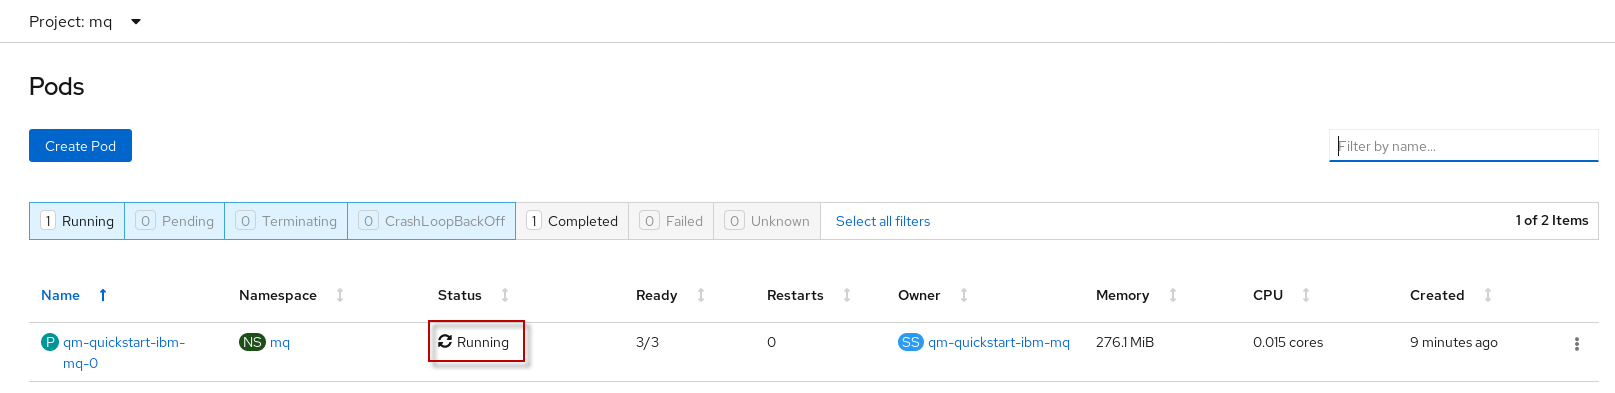 Project: mq
Pods
Create Pod
Filter by name...
1 Running 0 Pending 0 Terminating 0 CrashLoopBackOff 1 Completed 0 Failed 0 Unknown Select all filters 1 of 2 Items
Name Namespace Status Ready Restarts Owner Memory CPU Created
P qm-quickstart-ibm- NS mq Running 3/3 0 SS qm-quickstart-ibm-mq 276.1 MiB 0.015 cores 9 minutes ago
mq-0